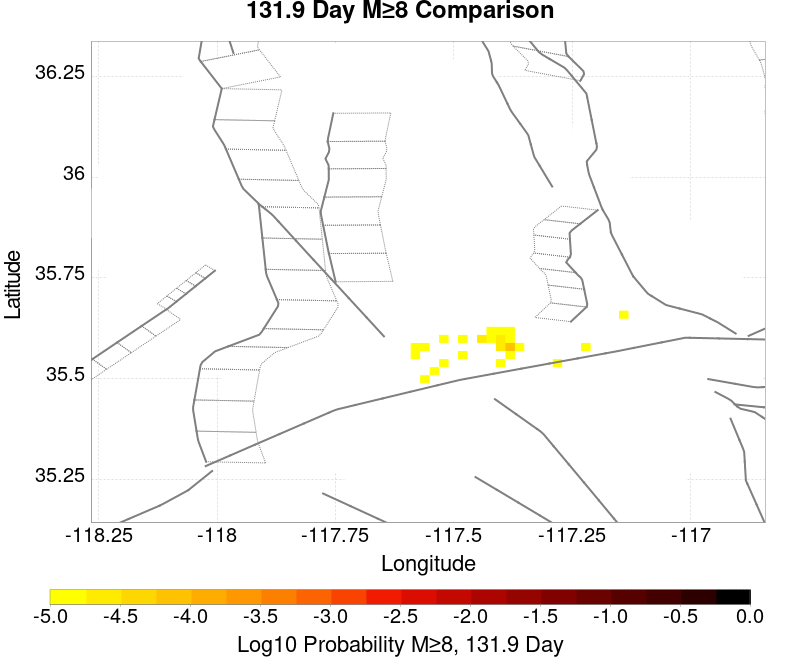 131.9 Day M≥8 Comparison
36.25
36
35.75
35.5
35.25
Latitude
-118.25 -118 -117.75 -117.5 -117.25 -117
Longitude
-5.0 -4.5 -4.0 -3.5 -3.0 -2.5 -2.0 -1.5 -1.0 -0.5 0.0
Log10 Probability M≥8, 131.9 Day